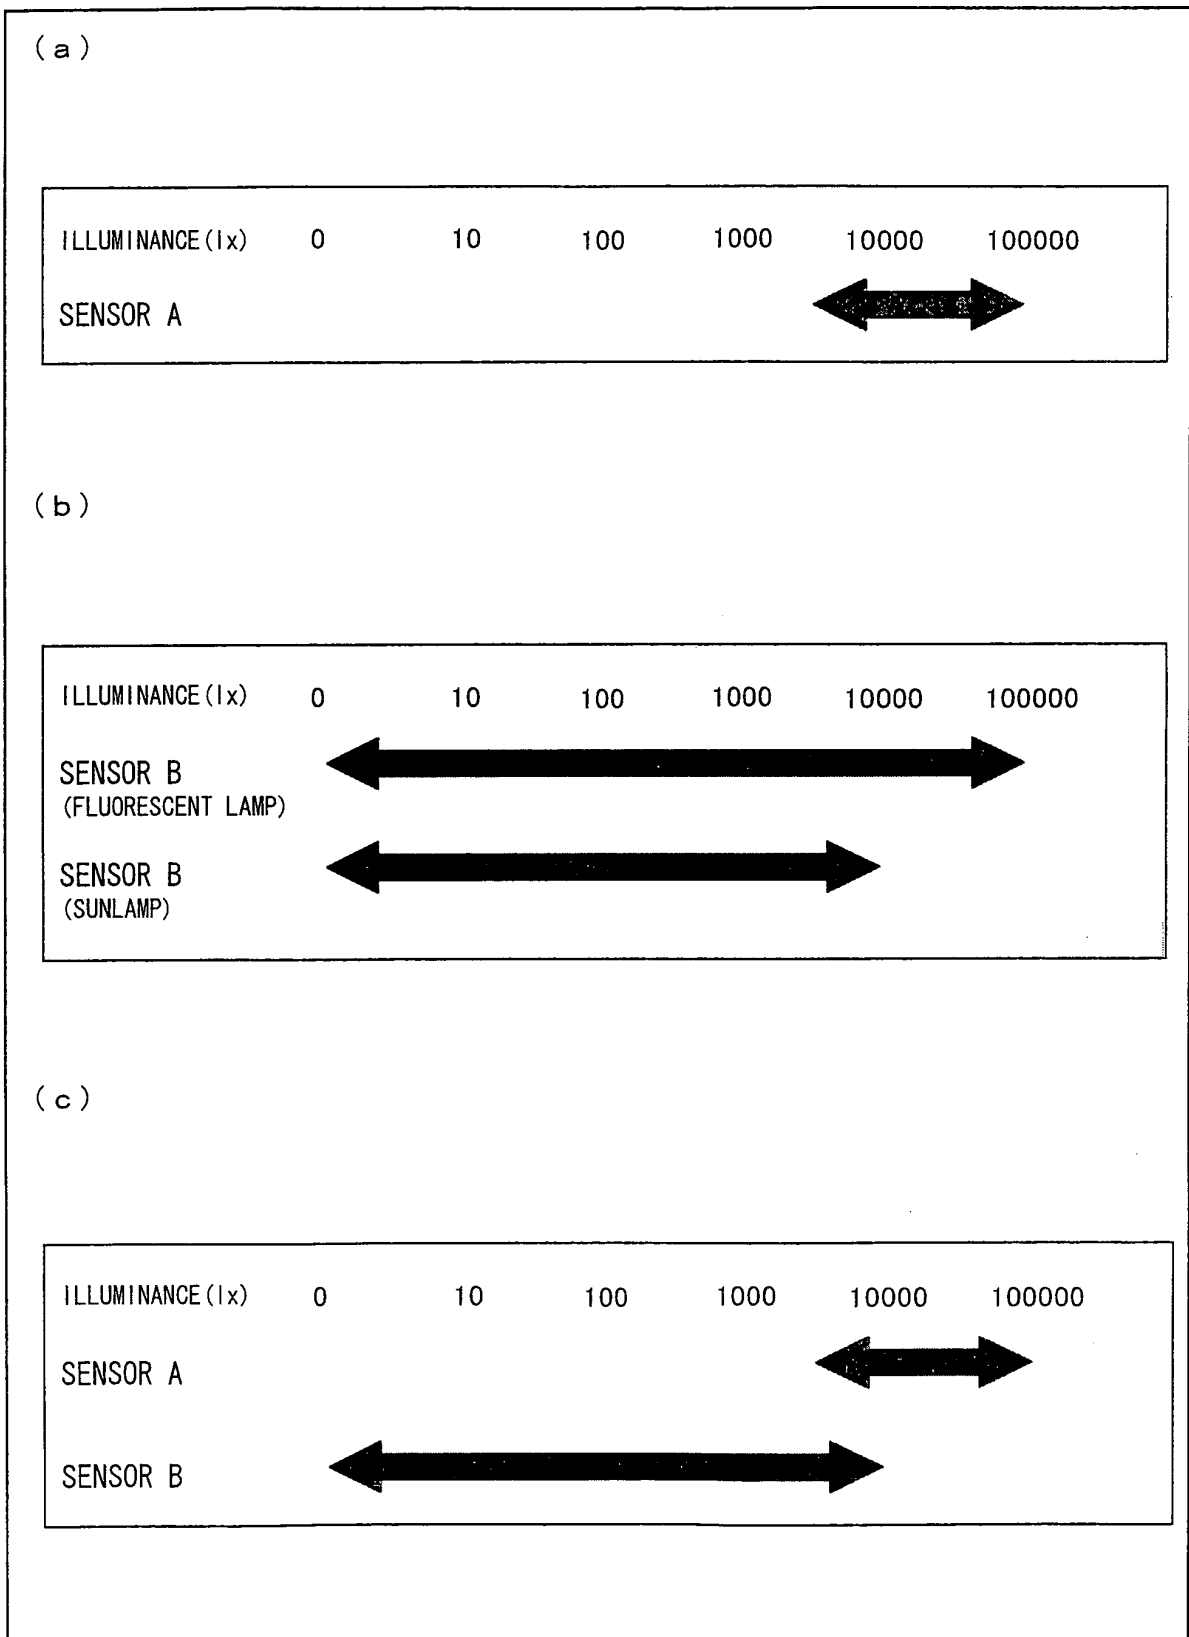 (a)
ILLUMINANCE(lx) 0 10 100 1000 10000 100000
SENSOR A
(b)
ILLUMINANCE(lx) 0 10 100 1000 10000 100000
SENSOR B
(FLUORESCENT LAMP)
SENSOR B
(SUNLAMP)
(c)
ILLUMINANCE(lx) 0 10 100 1000 10000 100000
SENSOR A
SENSOR B